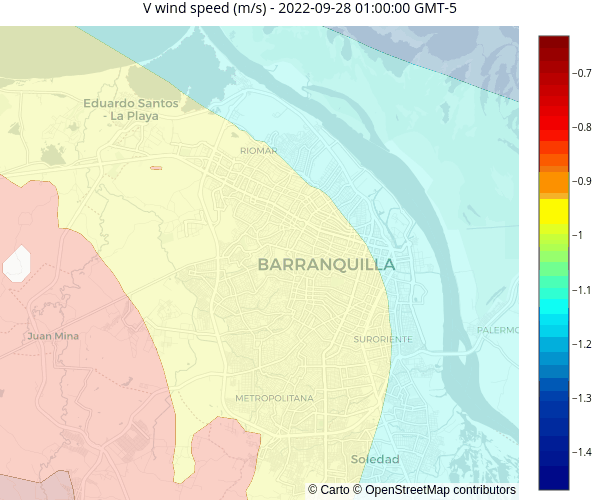 V wind speed (m/s) - 2022-09-28 01:00:00 GMT-5
Eduardo Santos
- La Playa
RIOMAR
BARRANQUILLA
Juan Mina
SURORIENTE
PALERMO
METROPOLITANA
Soledad
−0.7
−0.8
−0.9
−1
−1.1
−1.2
−1.3
−1.4
© Carto © OpenStreetMap contributors